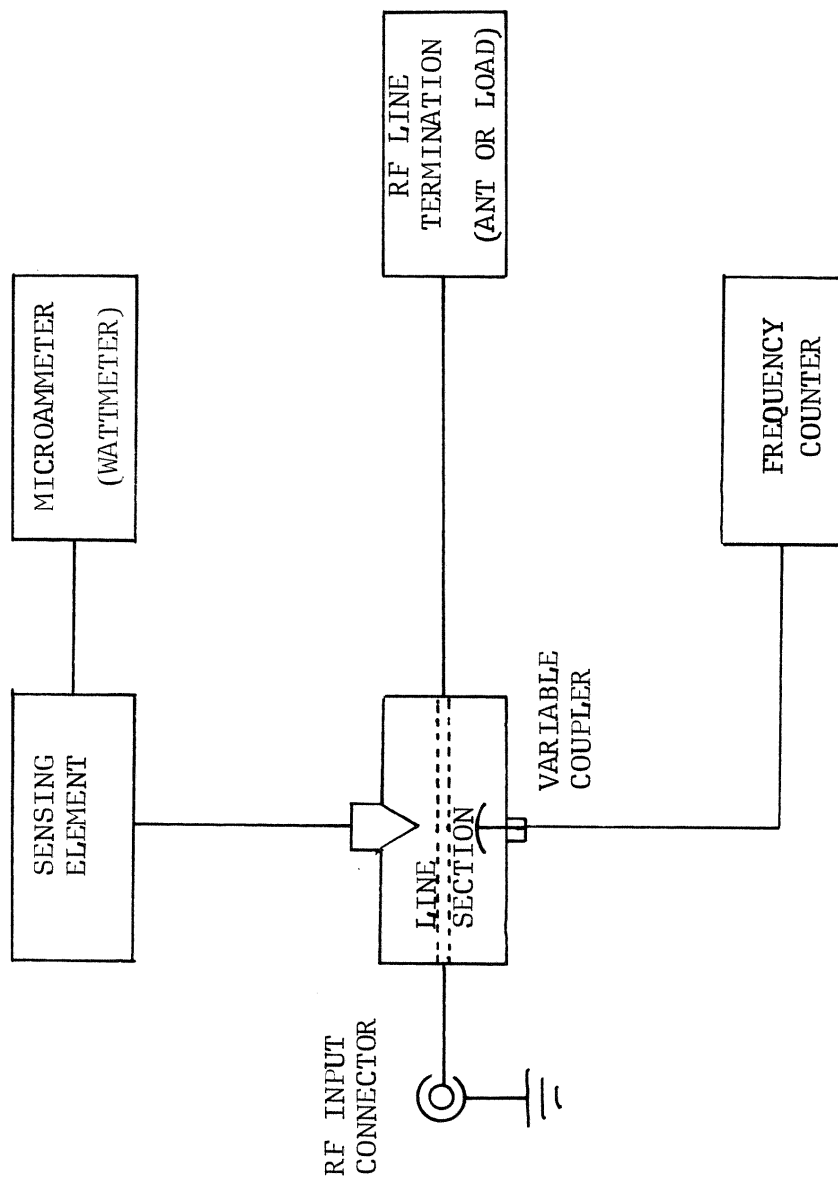 MICROAMMETER
(WATTMETER)
SENSING
ELEMENT
RF LINE
TERMINATION
(ANT OR LOAD)
LINE
SECTION
RF INPUT
CONNECTOR
VARIABLE
COUPLER
FREQUENCY
COUNTER